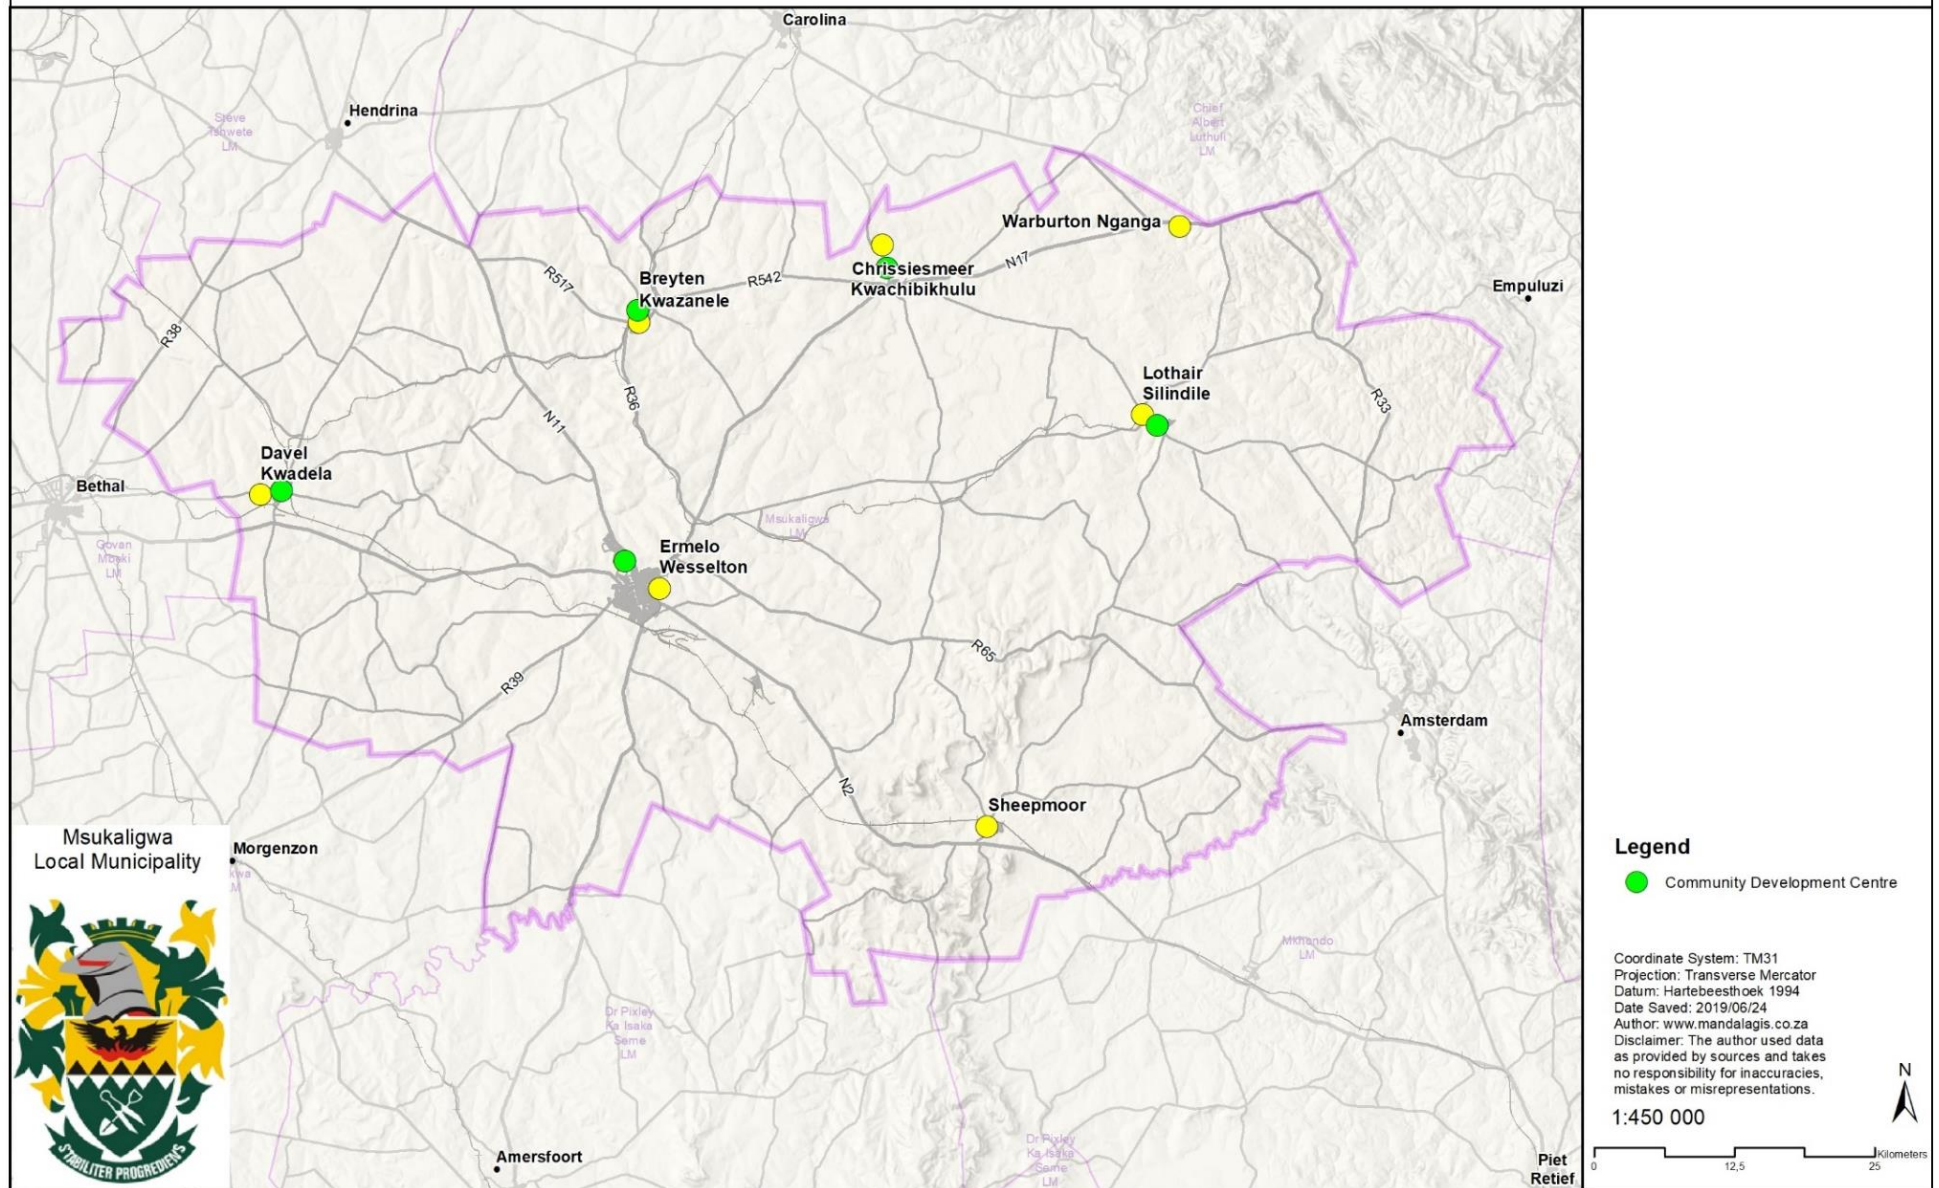 Carolina
Hendrina
Steve
Tshwete
LM
Chief
Albert
Luthuli
LM
Warburton Nganga
Chrissiesmeer
Kwachibikhulu
N17
Breyten
Kwazanele
R542
R517
Empuluzi
R38
R36
N11
Lothair
Silindile
R33
Davel
Kwadela
Bethal
Msukaligwa
LM
Govan
Mbeki
LM
Ermelo
Wesselton
R65
R39
Amsterdam
N2
Sheepmoor
Msukaligwa
Local Municipality
Morgenzon
kwa
LM
STABILITER PROGREDIENS
Mkhondo
LM
Dr Pixley
Ka Isaka
Seme
LM
Dr Pixley
Ka Isaka
Seme
LM
Amersfoort
Piet
Retief
Legend
Community Development Centre
Coordinate System: TM31
Projection: Transverse Mercator
Datum: Hartebeesthoek 1994
Date Saved: 2019/06/24
Author: www.mandalagis.co.za
Disclaimer: The author used data
as provided by sources and takes
no responsibility for inaccuracies,
mistakes or misrepresentations.
1:450 000
N
Kilometers
0 12,5 25